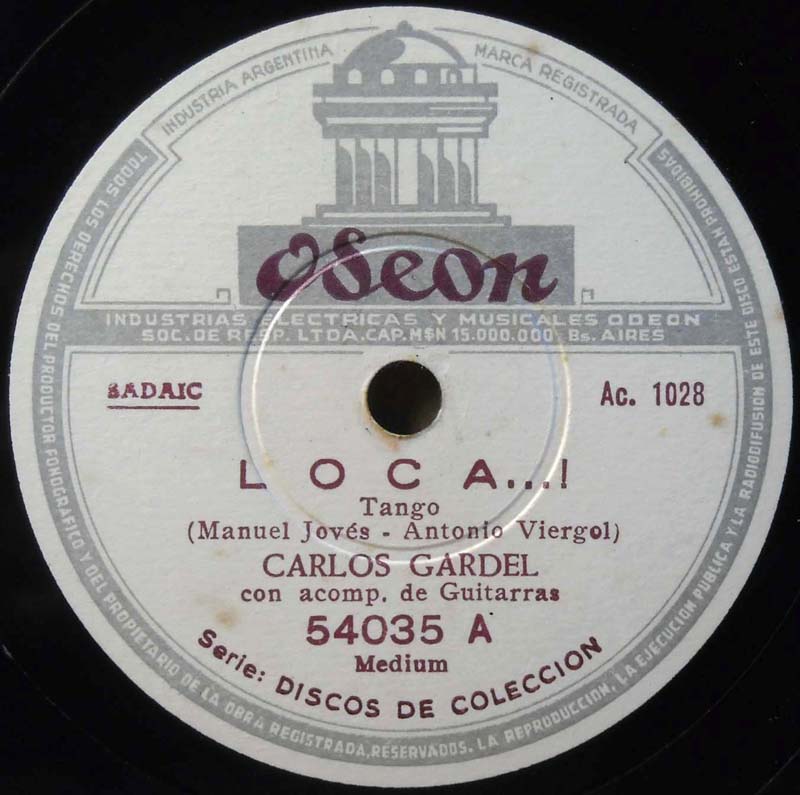 INDUSTRIA ARGENTINA
MARCA REGISTRADA
Odeon
INDUSTRIAS ELECTRICAS Y MUSICALES ODEON
SOC. DE RESP. LTDA. CAP. M$N 15.000.000 Bs. AIRES
SADAIC
Ac. 1028
LOCA...!
Tango
(Manuel Jovés - Antonio Viergol)
CARLOS GARDEL
con acomp. de Guitarras
54035 A
Medium
Serie: DISCOS DE COLECCION
TODOS LOS DERECHOS DEL PRODUCTOR FONOGRAFICO Y DEL PROPIETARIO DE LA OBRA REGISTRADA, RESERVADOS. LA REPRODUCCION, LA EJECUCION PUBLICA Y LA RADIODIFUSION DE ESTE DISCO ESTAN PROHIBIDAS